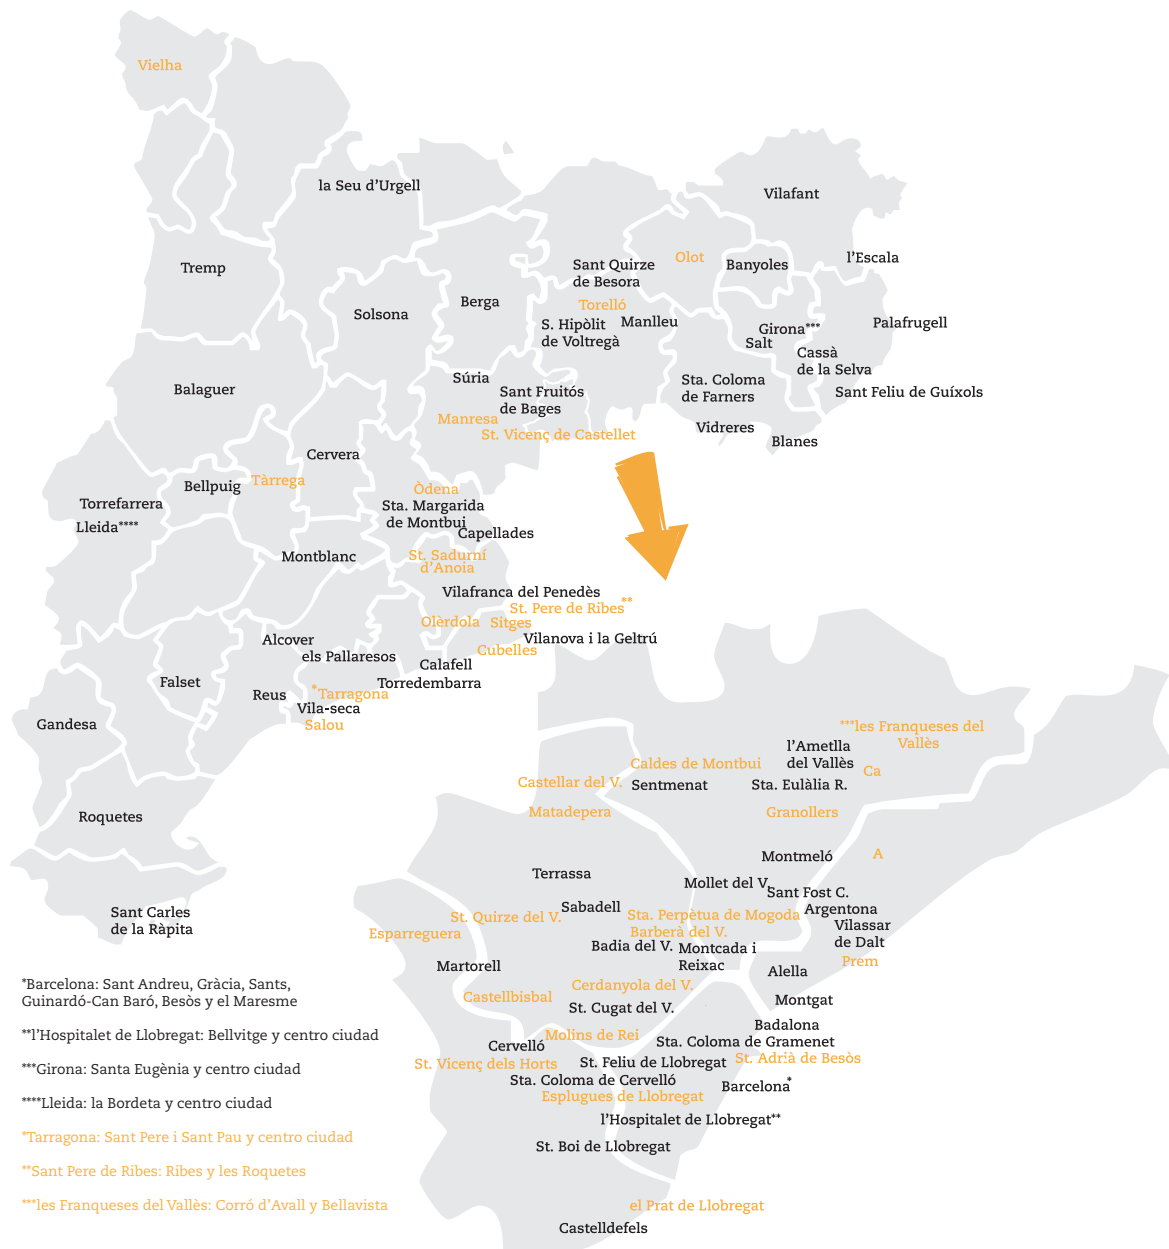 Vielha
la Seu d'Urgell
Vilafant
Tremp
Sant Quirze
de Besora
Olot
Banyoles
l'Escala
Solsona
Berga
Torelló
S. Hipòlit
de Voltregà
Manlleu
Girona***
Salt
Palafrugell
Cassà
de la Selva
Balaguer
Súria
Sant Fruitós
de Bages
Sta. Coloma
de Farners
Sant Feliu de Guíxols
Manresa
St. Vicenç de Castellet
Vidreres
Blanes
Cervera
Tàrrega
Bellpuig
Òdena
Torrefarrera
Sta. Margarida
de Montbui
Lleida****
Capellades
Montblanc
St. Sadurní
d'Anoia
Vilafranca del Penedès
St. Pere de Ribes**
Olèrdola
Sitges
Vilanova i la Geltrú
Alcover
els Pallaresos
Cubelles
Calafell
Falset
Torredembarra
Reus
*Tarragona
Vila-seca
Salou
Gandesa
Roquetes
Sant Carles
de la Ràpita
***les Franqueses del
Vallès
l'Ametlla
del Vallès
Caldes de Montbui
Ca
Castellar del V.
Sentmenat
Sta. Eulàlia R.
Matadepera
Granollers
Montmeló
A
Terrassa
Mollet del V.
Sant Fost C.
Sabadell
Argentona
St. Quirze del V.
Sta. Perpètua de Mogoda
Vilassar
de Dalt
Esparreguera
Barberà del V.
Badia del V.
Montcada i
Reixac
Prem
Martorell
Alella
Cerdanyola del V.
Castellbisbal
Montgat
St. Cugat del V.
Badalona
Molins de Rei
Cervelló
Sta. Coloma de Gramenet
St. Vicenç dels Horts
St. Feliu de Llobregat
St. Adrià de Besòs
Sta. Coloma de Cervelló
Barcelona*
Esplugues de Llobregat
l'Hospitalet de Llobregat**
St. Boi de Llobregat
el Prat de Llobregat
Castelldefels
*Barcelona: Sant Andreu, Gràcia, Sants,
Guinardó-Can Baró, Besòs y el Maresme
**l'Hospitalet de Llobregat: Bellvitge y centro ciudad
***Girona: Santa Eugènia y centro ciudad
****Lleida: la Bordeta y centro ciudad
*Tarragona: Sant Pere i Sant Pau y centro ciudad
**Sant Pere de Ribes: Ribes y les Roquetes
***les Franqueses del Vallès: Corró d'Avall y Bellavista